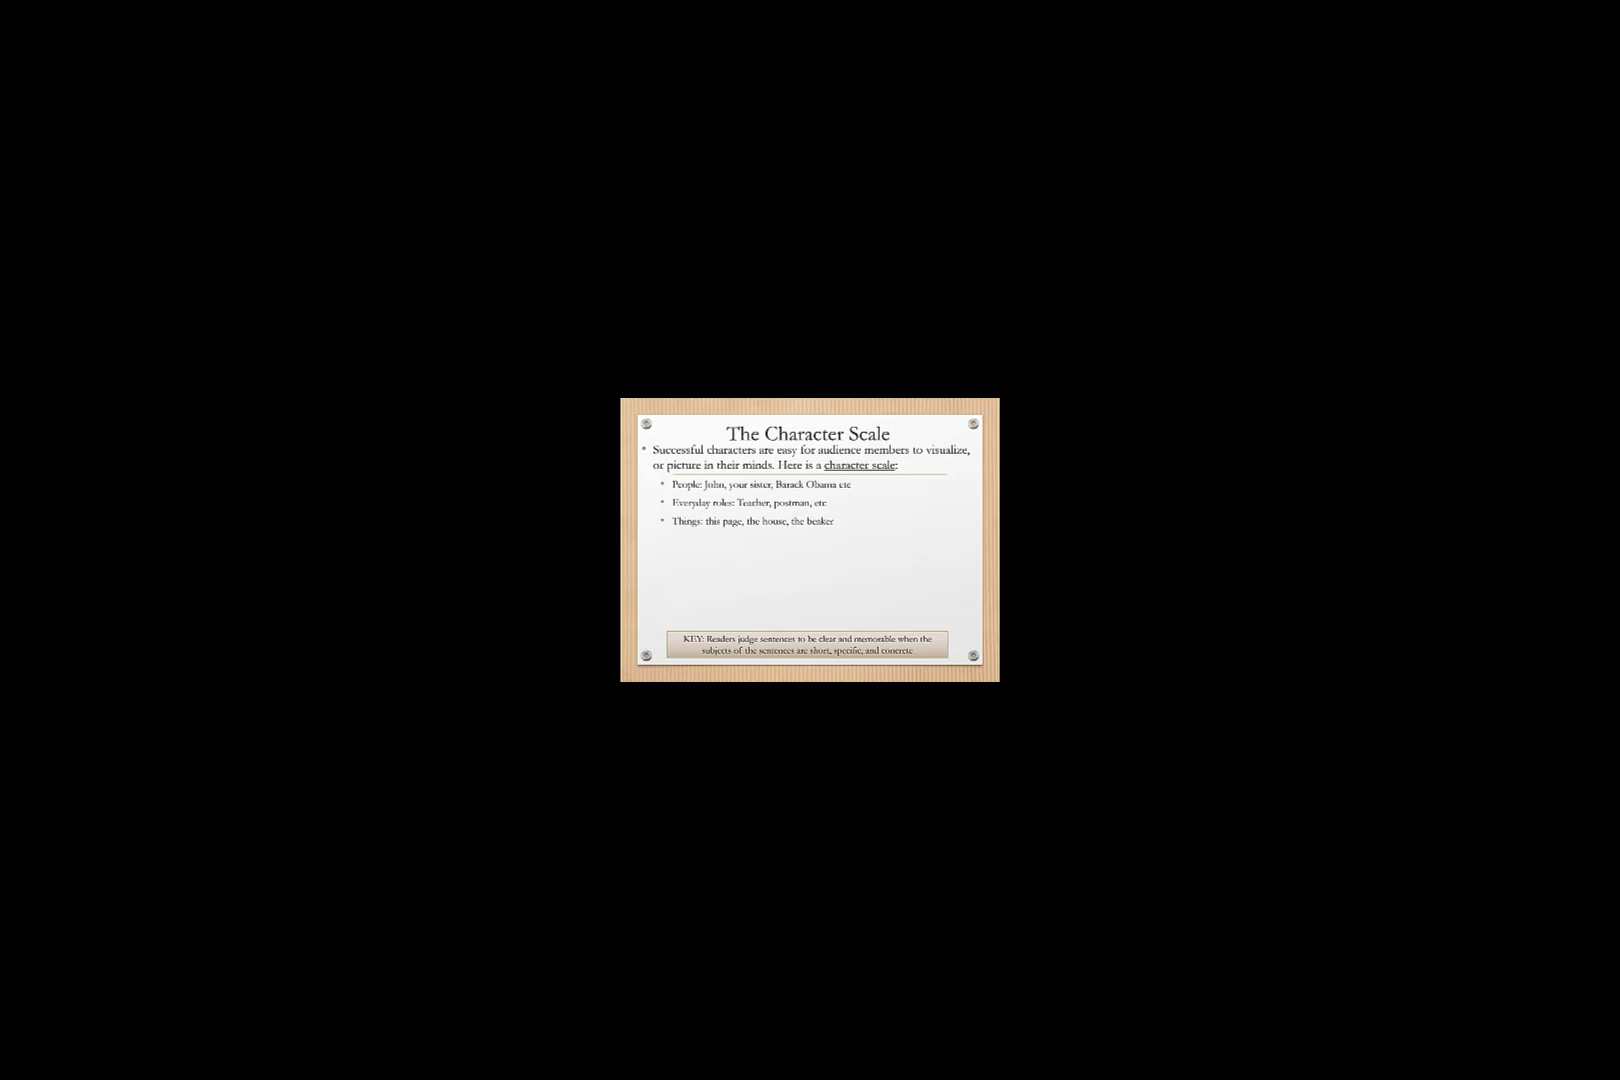 The Character Scale
• Successful characters are easy for audience members to visualize,
or picture in their minds. Here is a character scale:
• People: John, your sister, Barack Obama etc
• Everyday roles: Teacher, postman, etc
• Things: this page, the house, the beaker
KEY: Readers judge sentences to be clear and memorable when the
subjects of the sentences are short, specific, and concrete